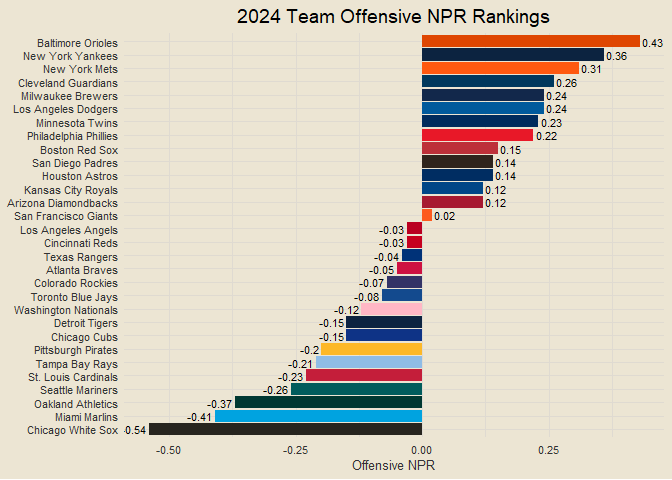 2024 Team Offensive NPR Rankings
Baltimore Orioles 0.43
New York Yankees 0.36
New York Mets 0.31
Cleveland Guardians 0.26
Milwaukee Brewers 0.24
Los Angeles Dodgers 0.24
Minnesota Twins 0.23
Philadelphia Phillies 0.22
Boston Red Sox 0.15
San Diego Padres 0.14
Houston Astros 0.14
Kansas City Royals 0.12
Arizona Diamondbacks 0.12
San Francisco Giants 0.02
Los Angeles Angels -0.03
Cincinnati Reds -0.03
Texas Rangers -0.04
Atlanta Braves -0.05
Colorado Rockies -0.07
Toronto Blue Jays -0.08
Washington Nationals -0.12
Detroit Tigers -0.15
Chicago Cubs -0.15
Pittsburgh Pirates -0.2
Tampa Bay Rays -0.21
St. Louis Cardinals -0.23
Seattle Mariners -0.26
Oakland Athletics -0.37
Miami Marlins -0.41
Chicago White Sox -0.54
-0.50 -0.25 0.00 0.25
Offensive NPR